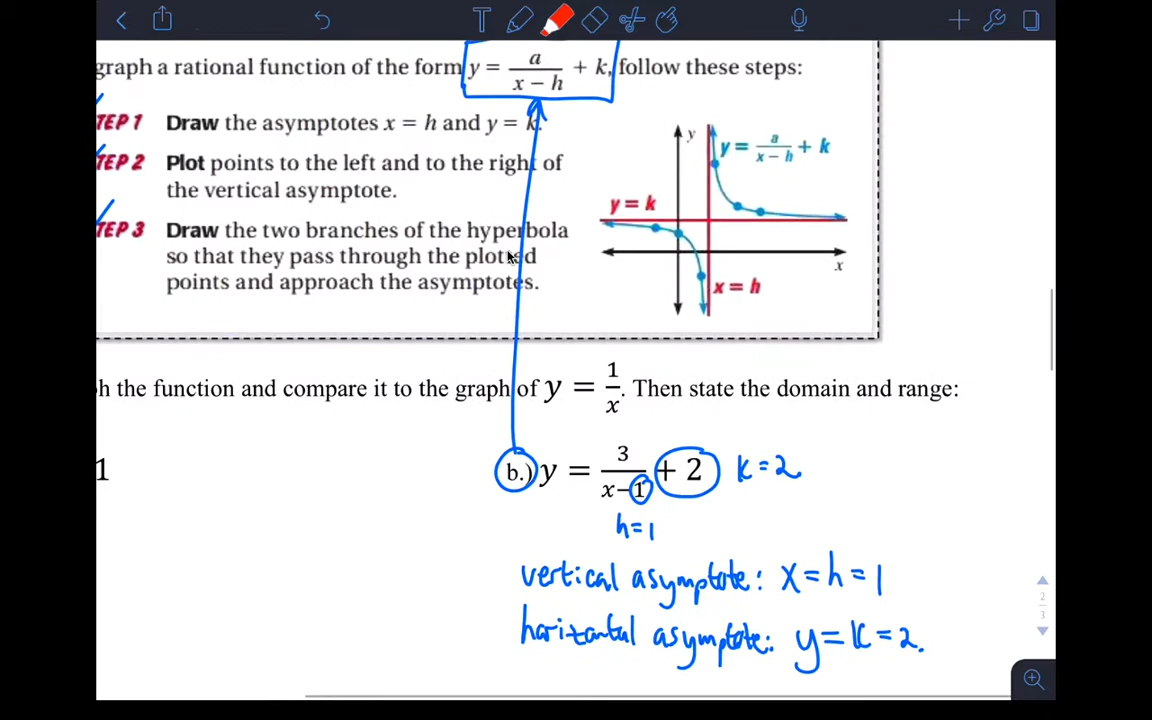 graph a rational function of the form y = a/(x − h) + k, follow these steps:
TEP 1 Draw the asymptotes x = h and y = k.
TEP 2 Plot points to the left and to the right of
the vertical asymptote.
TEP 3 Draw the two branches of the hyperbola
so that they pass through the plotted
points and approach the asymptotes.
y
y = a/(x − h) + k
y = k
x
x = h
h the function and compare it to the graph of y = 1/x. Then state the domain and range:
1
b.) y = 3/(x−1) + 2 k=2
h=1
vertical asymptote: x=h=1
horizontal asymptote: y=k=2.
2
3